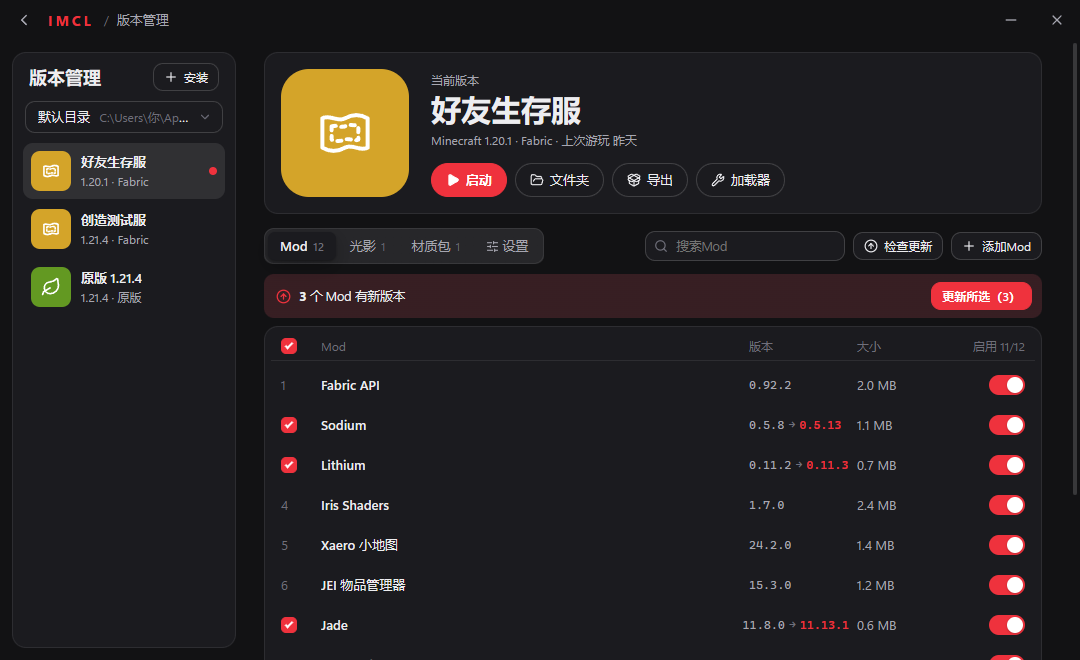 IMCL / 版本管理
版本管理
安装
默认目录 C:\Users\你\Ap...
好友生存服
1.20.1 · Fabric
创造测试服
1.21.4 · Fabric
原版 1.21.4
1.21.4 · 原版
当前版本
好友生存服
Minecraft 1.20.1 · Fabric · 上次游玩 昨天
启动 文件夹 导出 加载器
Mod 12 光影 1 材质包 1 设置 搜索Mod 检查更新 添加Mod
3 个 Mod 有新版本 更新所选 (3)
Mod 版本 大小 启用 11/12
1 Fabric API 0.92.2 2.0 MB
Sodium 0.5.8 → 0.5.13 1.1 MB
Lithium 0.11.2 → 0.11.3 0.7 MB
4 Iris Shaders 1.7.0 2.4 MB
5 Xaero 小地图 24.2.0 1.4 MB
6 JEI 物品管理器 15.3.0 1.2 MB
Jade 11.8.0 → 11.13.1 0.6 MB